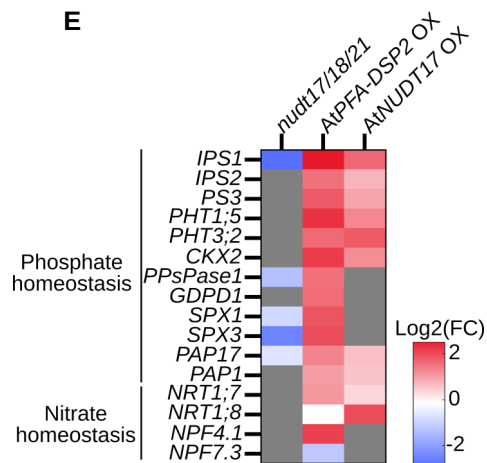 E
nudt17/18/21
AtPFA-DSP2 OX
AtNUDT17 OX
IPS1
IPS2
PS3
PHT1;5
PHT3;2
CKX2
PPsPase1
GDPD1
SPX1
SPX3
PAP17
PAP1
NRT1;7
NRT1;8
NPF4.1
NPF7.3
Phosphate
homeostasis
Nitrate
homeostasis
Log2(FC)
2
0
-2